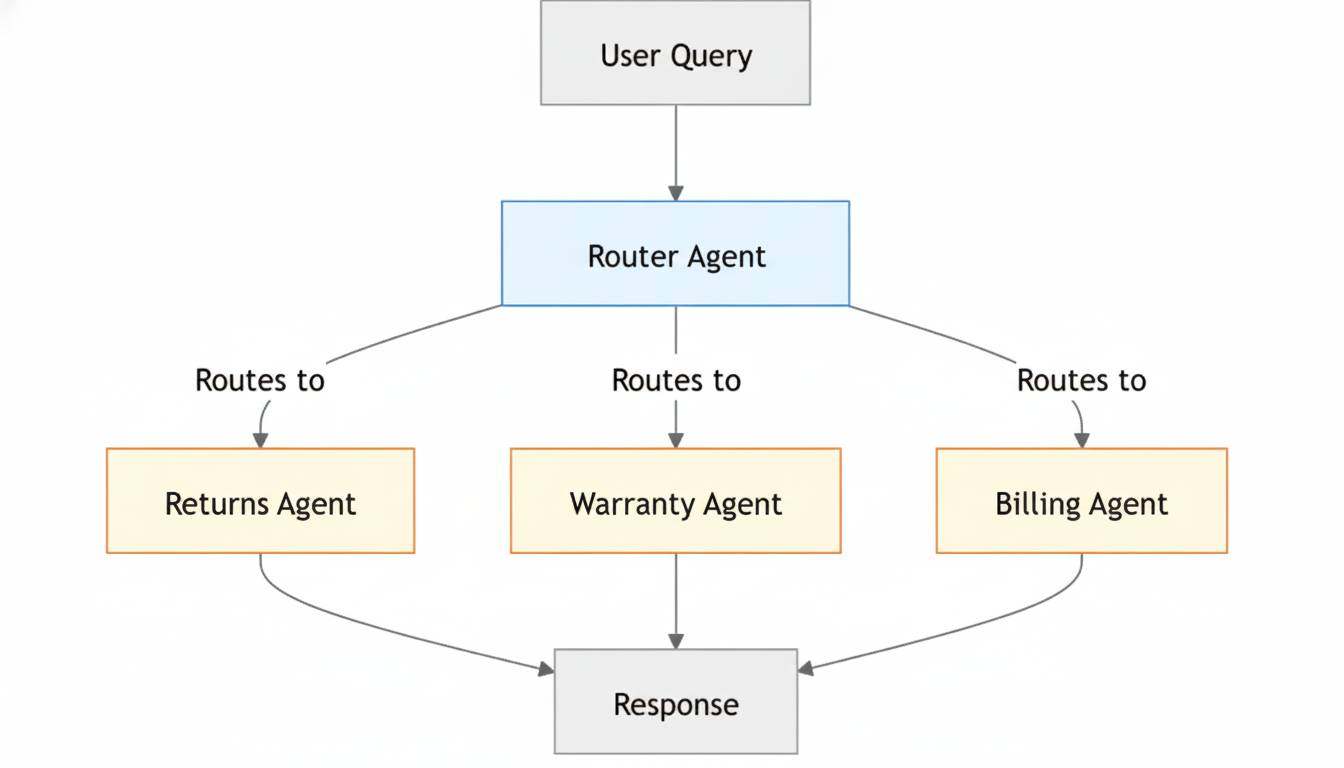 User Query
Router Agent
Routes to
Routes to
Routes to
Returns Agent
Warranty Agent
Billing Agent
Response